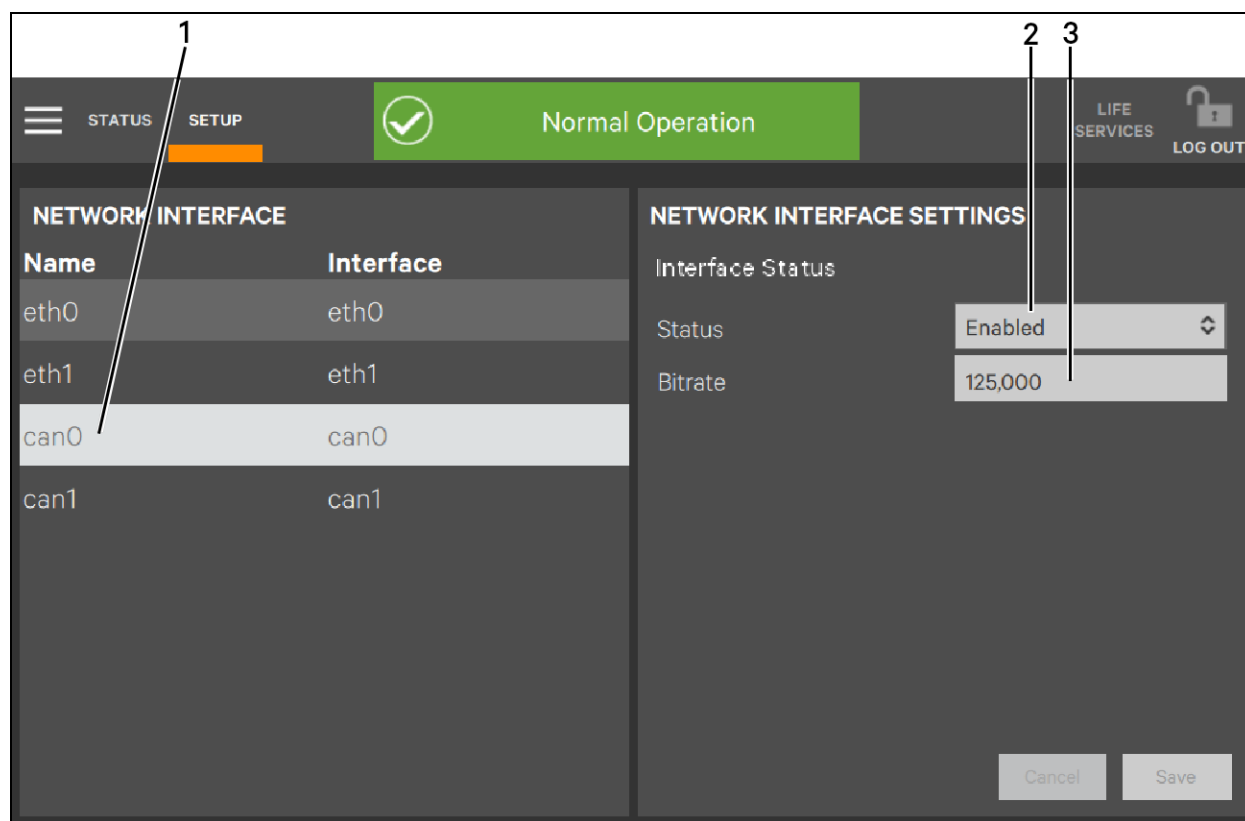 1 2 3
STATUS SETUP Normal Operation LIFE SERVICES LOG OUT
NETWORK INTERFACE
Name Interface
eth0 eth0
eth1 eth1
can0 can0
can1 can1
NETWORK INTERFACE SETTINGS
Interface Status
Status Enabled
Bitrate 125,000
Cancel Save